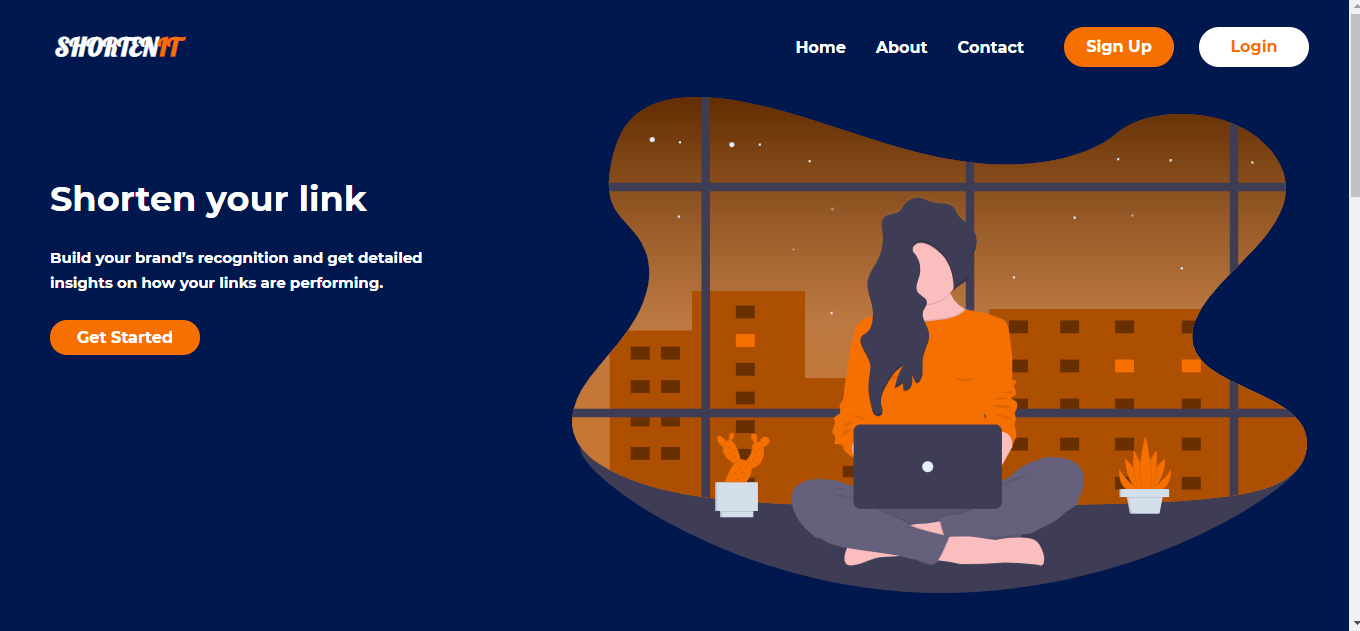 SHORTENIT
Home About Contact Sign Up Login
Shorten your link
Build your brand’s recognition and get detailed
insights on how your links are performing.
Get Started